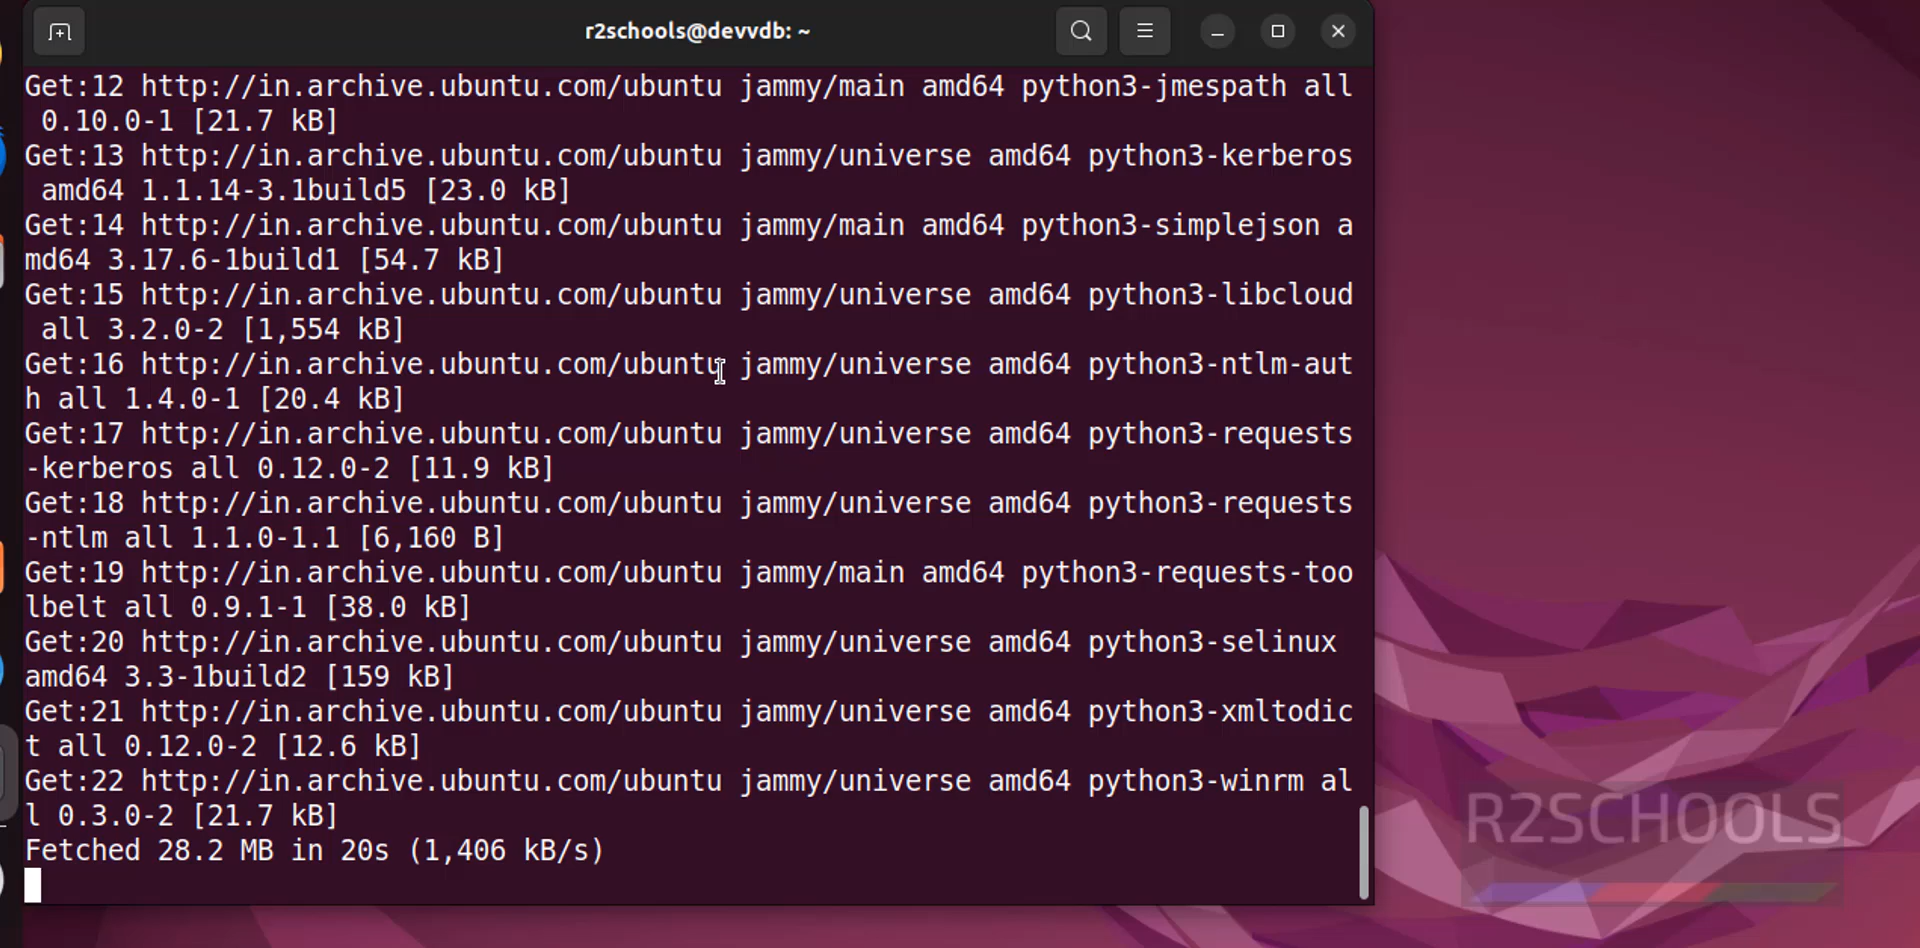 r2schools@devvdb: ~
Get:12 http://in.archive.ubuntu.com/ubuntu jammy/main amd64 python3-jmespath all
 0.10.0-1 [21.7 kB]
Get:13 http://in.archive.ubuntu.com/ubuntu jammy/universe amd64 python3-kerberos
 amd64 1.1.14-3.1build5 [23.0 kB]
Get:14 http://in.archive.ubuntu.com/ubuntu jammy/main amd64 python3-simplejson a
md64 3.17.6-1build1 [54.7 kB]
Get:15 http://in.archive.ubuntu.com/ubuntu jammy/universe amd64 python3-libcloud
 all 3.2.0-2 [1,554 kB]
Get:16 http://in.archive.ubuntu.com/ubuntu jammy/universe amd64 python3-ntlm-aut
h all 1.4.0-1 [20.4 kB]
Get:17 http://in.archive.ubuntu.com/ubuntu jammy/universe amd64 python3-requests
-kerberos all 0.12.0-2 [11.9 kB]
Get:18 http://in.archive.ubuntu.com/ubuntu jammy/universe amd64 python3-requests
-ntlm all 1.1.0-1.1 [6,160 B]
Get:19 http://in.archive.ubuntu.com/ubuntu jammy/main amd64 python3-requests-too
lbelt all 0.9.1-1 [38.0 kB]
Get:20 http://in.archive.ubuntu.com/ubuntu jammy/universe amd64 python3-selinux
amd64 3.3-1build2 [159 kB]
Get:21 http://in.archive.ubuntu.com/ubuntu jammy/universe amd64 python3-xmltodic
t all 0.12.0-2 [12.6 kB]
Get:22 http://in.archive.ubuntu.com/ubuntu jammy/universe amd64 python3-winrm al
l 0.3.0-2 [21.7 kB]
Fetched 28.2 MB in 20s (1,406 kB/s)
R2SCHOOLS